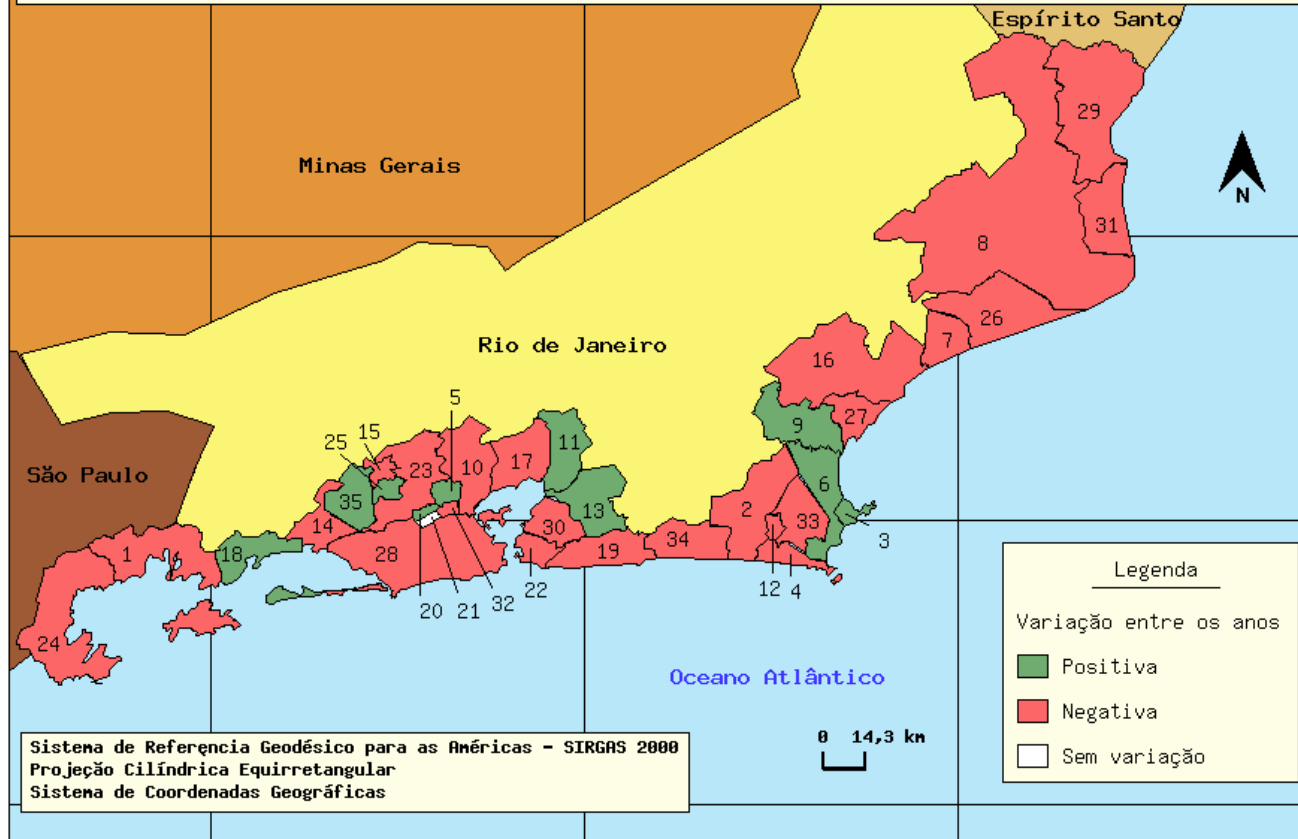 Espírito Santo
29
Minas Gerais
N
31
8
26
7
Rio de Janeiro
16
5
9
27
15
25
11
São Paulo
23
10
17
6
35
13
2
33
14
30
3
1
18
28
19
34
12
4
22
20
21
32
24
Legenda
Variação entre os anos
Positiva
Negativa
Sem variação
Oceano Atlântico
0 14,3 km
Sistema de Referençia Geodésico para as Américas - SIRGAS 2000
Projeção Cilíndrica Equirretangular
Sistema de Coordenadas Geográficas